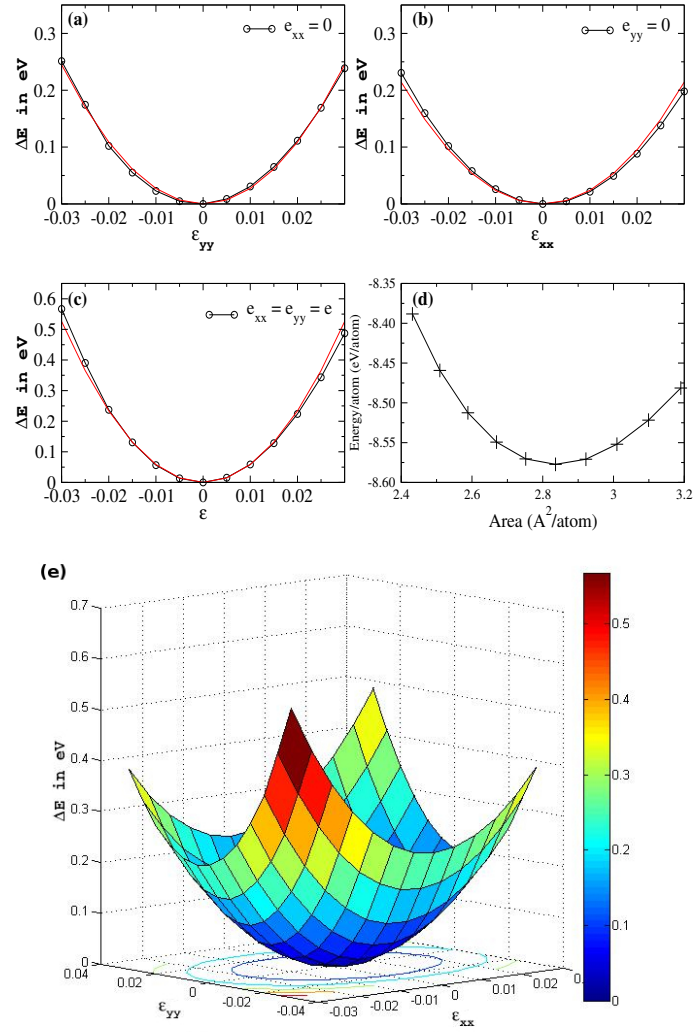 (a)
e_xx = 0
0.3
0.2
0.1
0
ΔE in eV
-0.03 -0.02 -0.01 0 0.01 0.02
ε_yy
(b)
e_yy = 0
0.3
0.2
0.1
0
ΔE in eV
-0.03 -0.02 -0.01 0 0.01 0.02
ε_xx
(c)
e_xx = e_yy = e
0.6
0.5
0.4
0.3
0.2
0.1
0
ΔE in eV
-0.03 -0.02 -0.01 0 0.01 0.02
ε
(d)
-8.35
-8.40
-8.45
-8.50
-8.55
-8.60
Energy/atom (eV/atom)
2.4 2.6 2.8 3 3.2
Area (A^2/atom)
(e)
0.7
0.6
0.5
0.4
0.3
0.2
0.1
0
ΔE in eV
0.04 0.02 0 -0.02 -0.04
ε_yy
-0.03 -0.02 -0.01 0 0.01 0.02
ε_xx
0.5
0.4
0.3
0.2
0.1
0